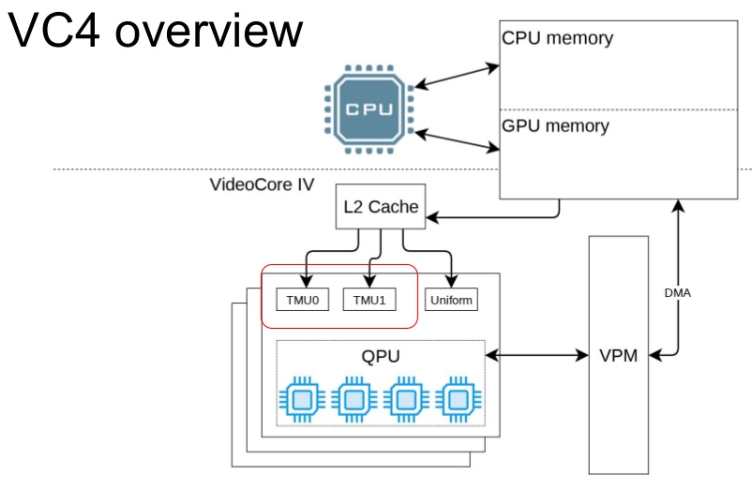 VC4 overview
CPU memory
CPU
GPU memory
VideoCore IV
L2 Cache
TMU0
TMU1
Uniform
DMA
QPU
VPM